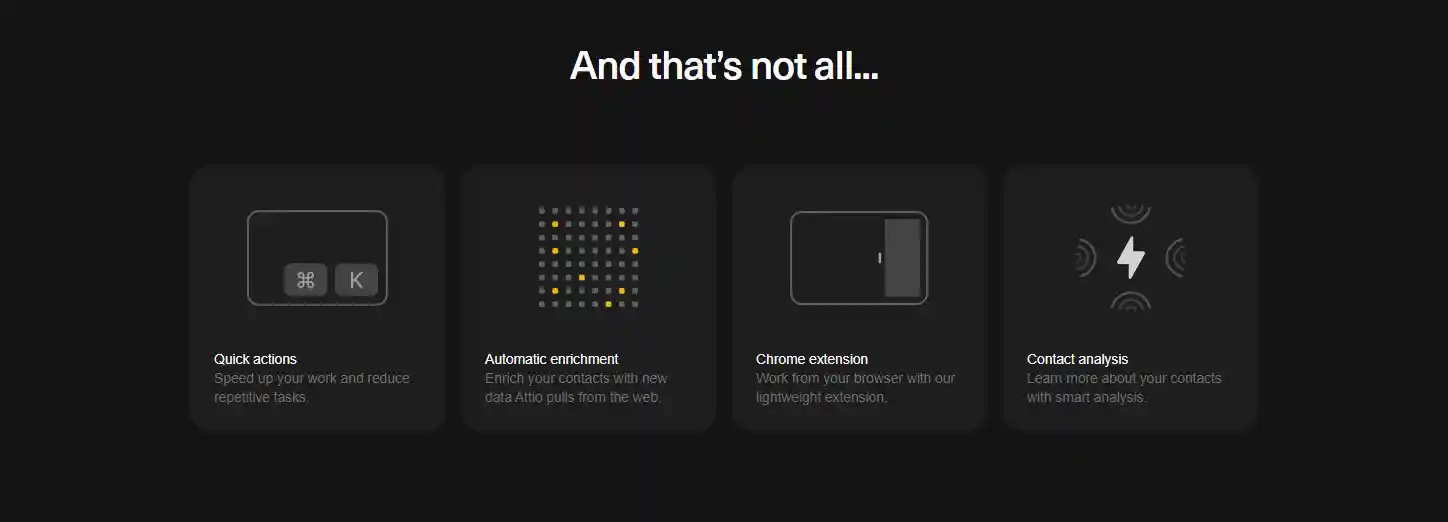 And that’s not all...
⌘ K
Quick actions
Speed up your work and reduce
repetitive tasks.
Automatic enrichment
Enrich your contacts with new
data Attio pulls from the web.
Chrome extension
Work from your browser with our
lightweight extension.
Contact analysis
Learn more about your contacts
with smart analysis.